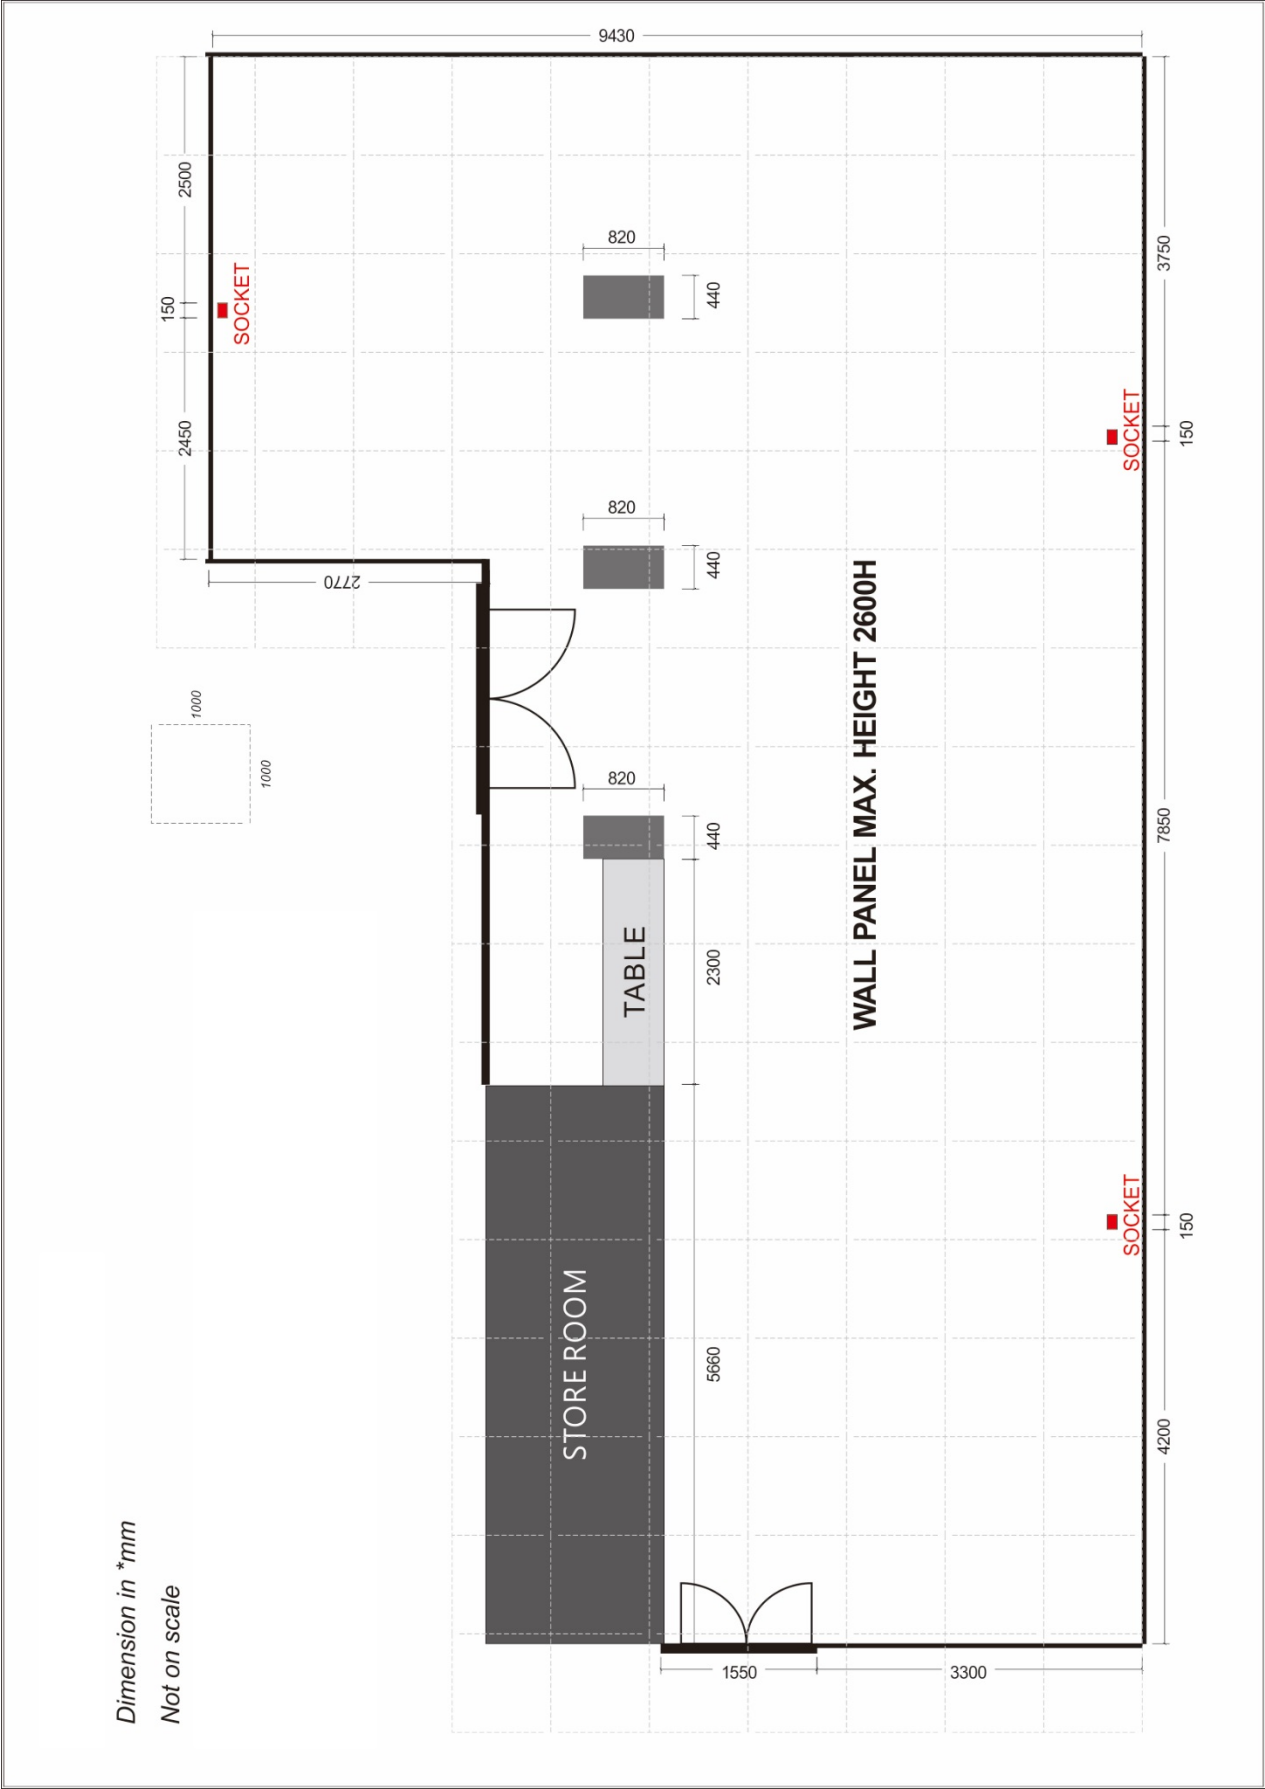 9430
2500
150
SOCKET
2450
2770
820
440
3750
SOCKET
150
820
440
1000
1000
820
440
WALL PANEL MAX. HEIGHT 2600H
7850
TABLE
2300
SOCKET
150
STORE ROOM
5660
4200
1550
3300
Dimension in *mm
Not on scale